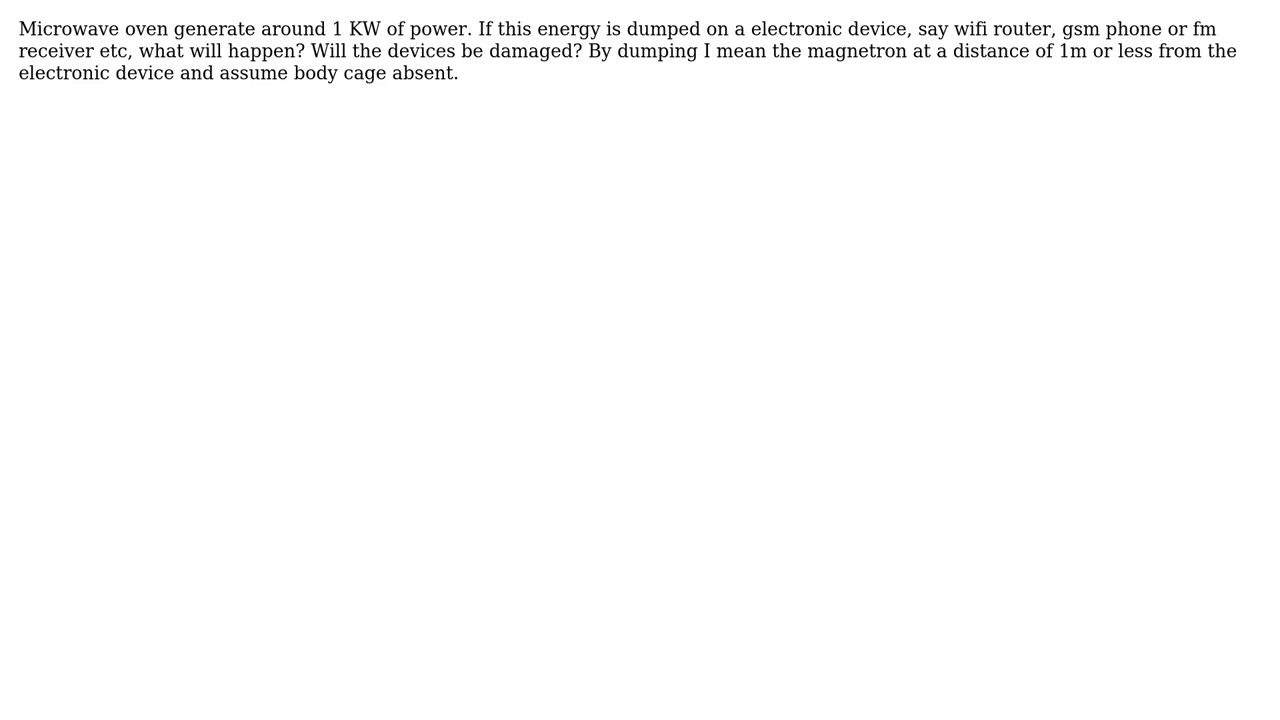 Microwave oven generate around 1 KW of power. If this energy is dumped on a electronic device, say wifi router, gsm phone or fm
receiver etc, what will happen? Will the devices be damaged? By dumping I mean the magnetron at a distance of 1m or less from the
electronic device and assume body cage absent.